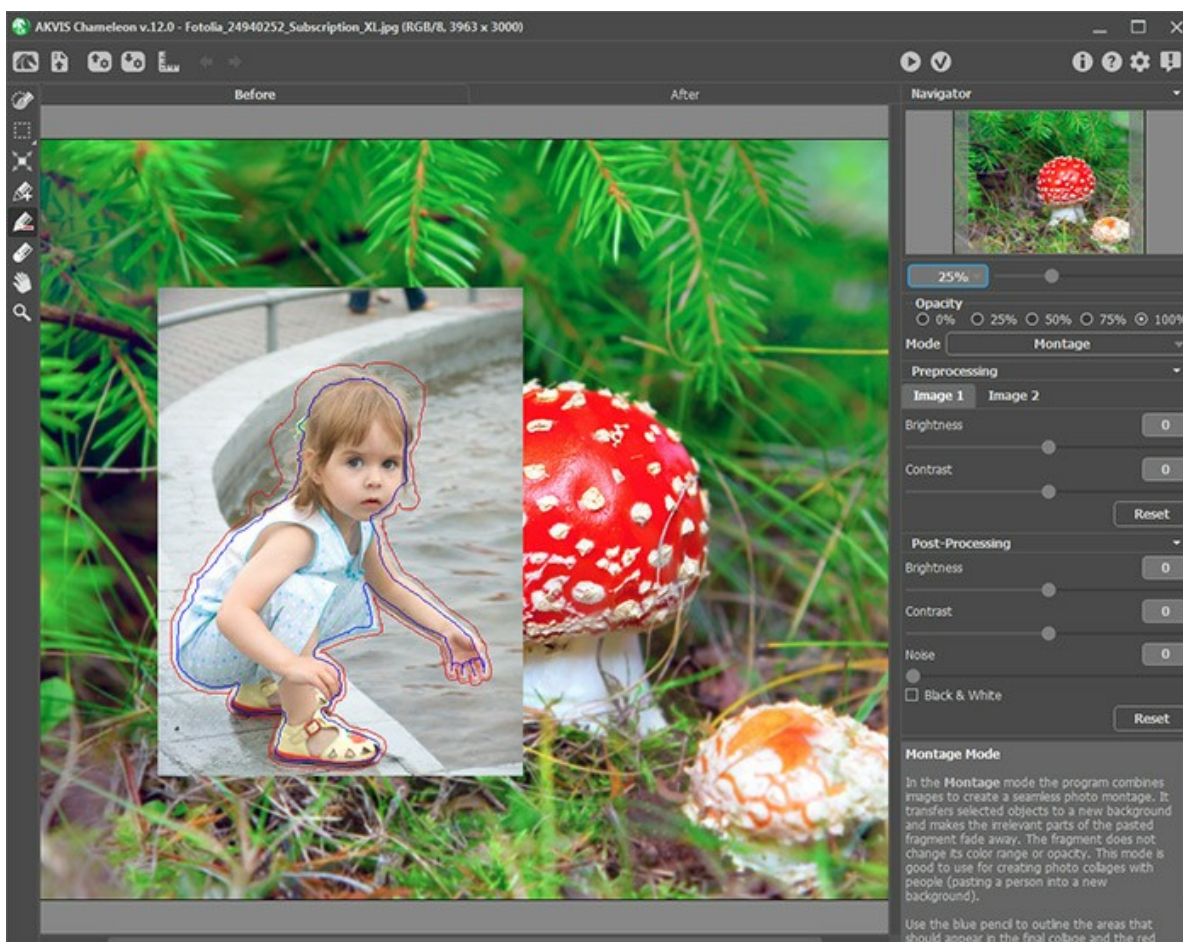 AKVIS Chameleon v.12.0 - Fotolia_24940252_Subscription_XL.jpg (RGB/8, 3963 x 3000)
Before
After
Navigator
25%
Opacity
0% 25% 50% 75% 100%
Mode Montage
Preprocessing
Image 1 Image 2
Brightness 0
Contrast 0
Reset
Post-Processing
Brightness 0
Contrast 0
Noise 0
Black & White
Reset
Montage Mode
In the Montage mode the program combines
images to create a seamless photo montage. It
transfers selected objects to a new background
and makes the irrelevant parts of the pasted
fragment fade away. The fragment does not
change its color range or opacity. This mode is
good to use for creating photo collages with
people (pasting a person into a new
background).
Use the blue pencil to outline the areas that
should appear in the final collage and the red